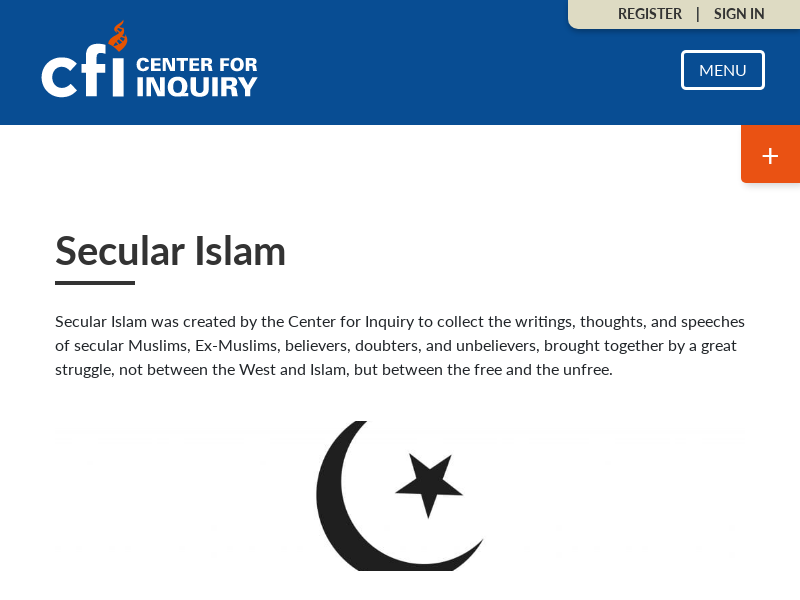 REGISTER | SIGN IN
cfi CENTER FOR
INQUIRY
MENU
+
Secular Islam
Secular Islam was created by the Center for Inquiry to collect the writings, thoughts, and speeches
of secular Muslims, Ex-Muslims, believers, doubters, and unbelievers, brought together by a great
struggle, not between the West and Islam, but between the free and the unfree.